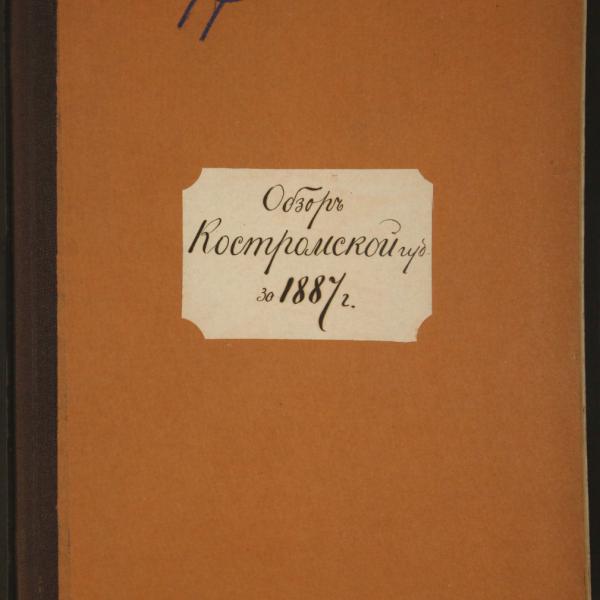 Обзоръ
Костромской губ.
за 1887 г.